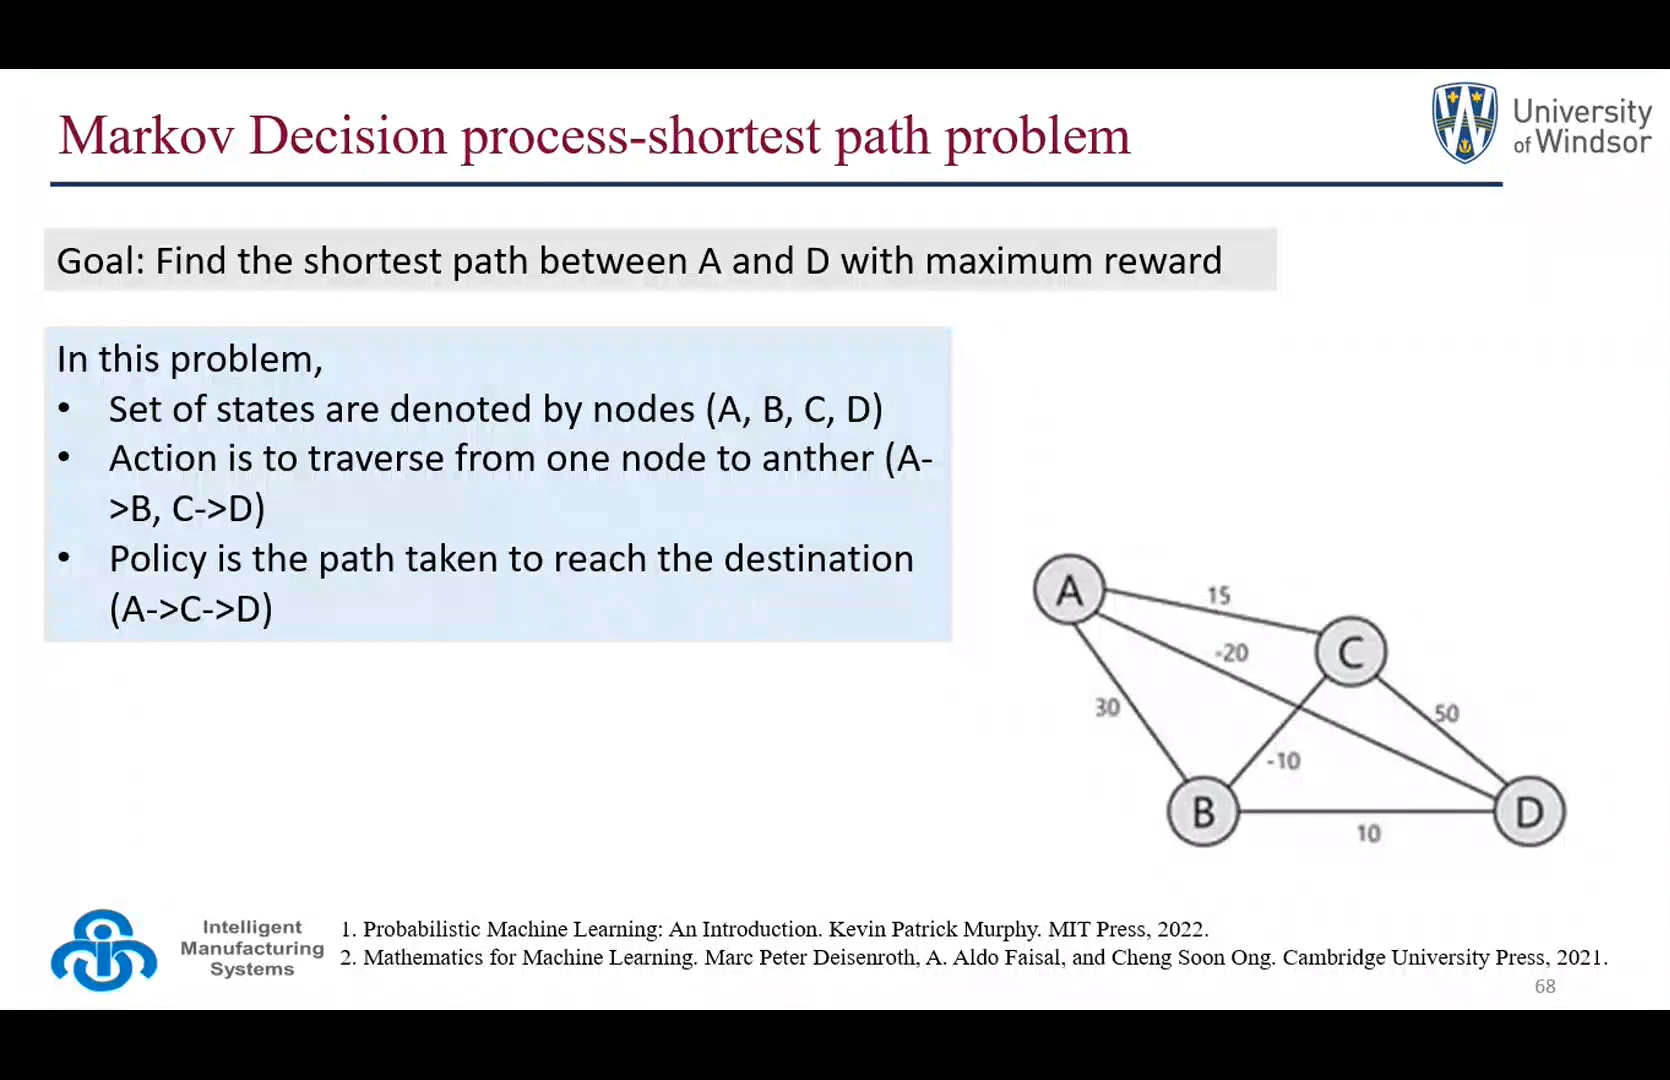 Markov Decision process-shortest path problem
University
of Windsor
Goal: Find the shortest path between A and D with maximum reward
In this problem,
• Set of states are denoted by nodes (A, B, C, D)
• Action is to traverse from one node to anther (A-
>B, C->D)
• Policy is the path taken to reach the destination
(A->C->D)
A
15
C
-20
30
50
-10
B
D
10
Intelligent
Manufacturing
Systems
1. Probabilistic Machine Learning: An Introduction. Kevin Patrick Murphy. MIT Press, 2022.
2. Mathematics for Machine Learning. Marc Peter Deisenroth, A. Aldo Faisal, and Cheng Soon Ong. Cambridge University Press, 2021.
68